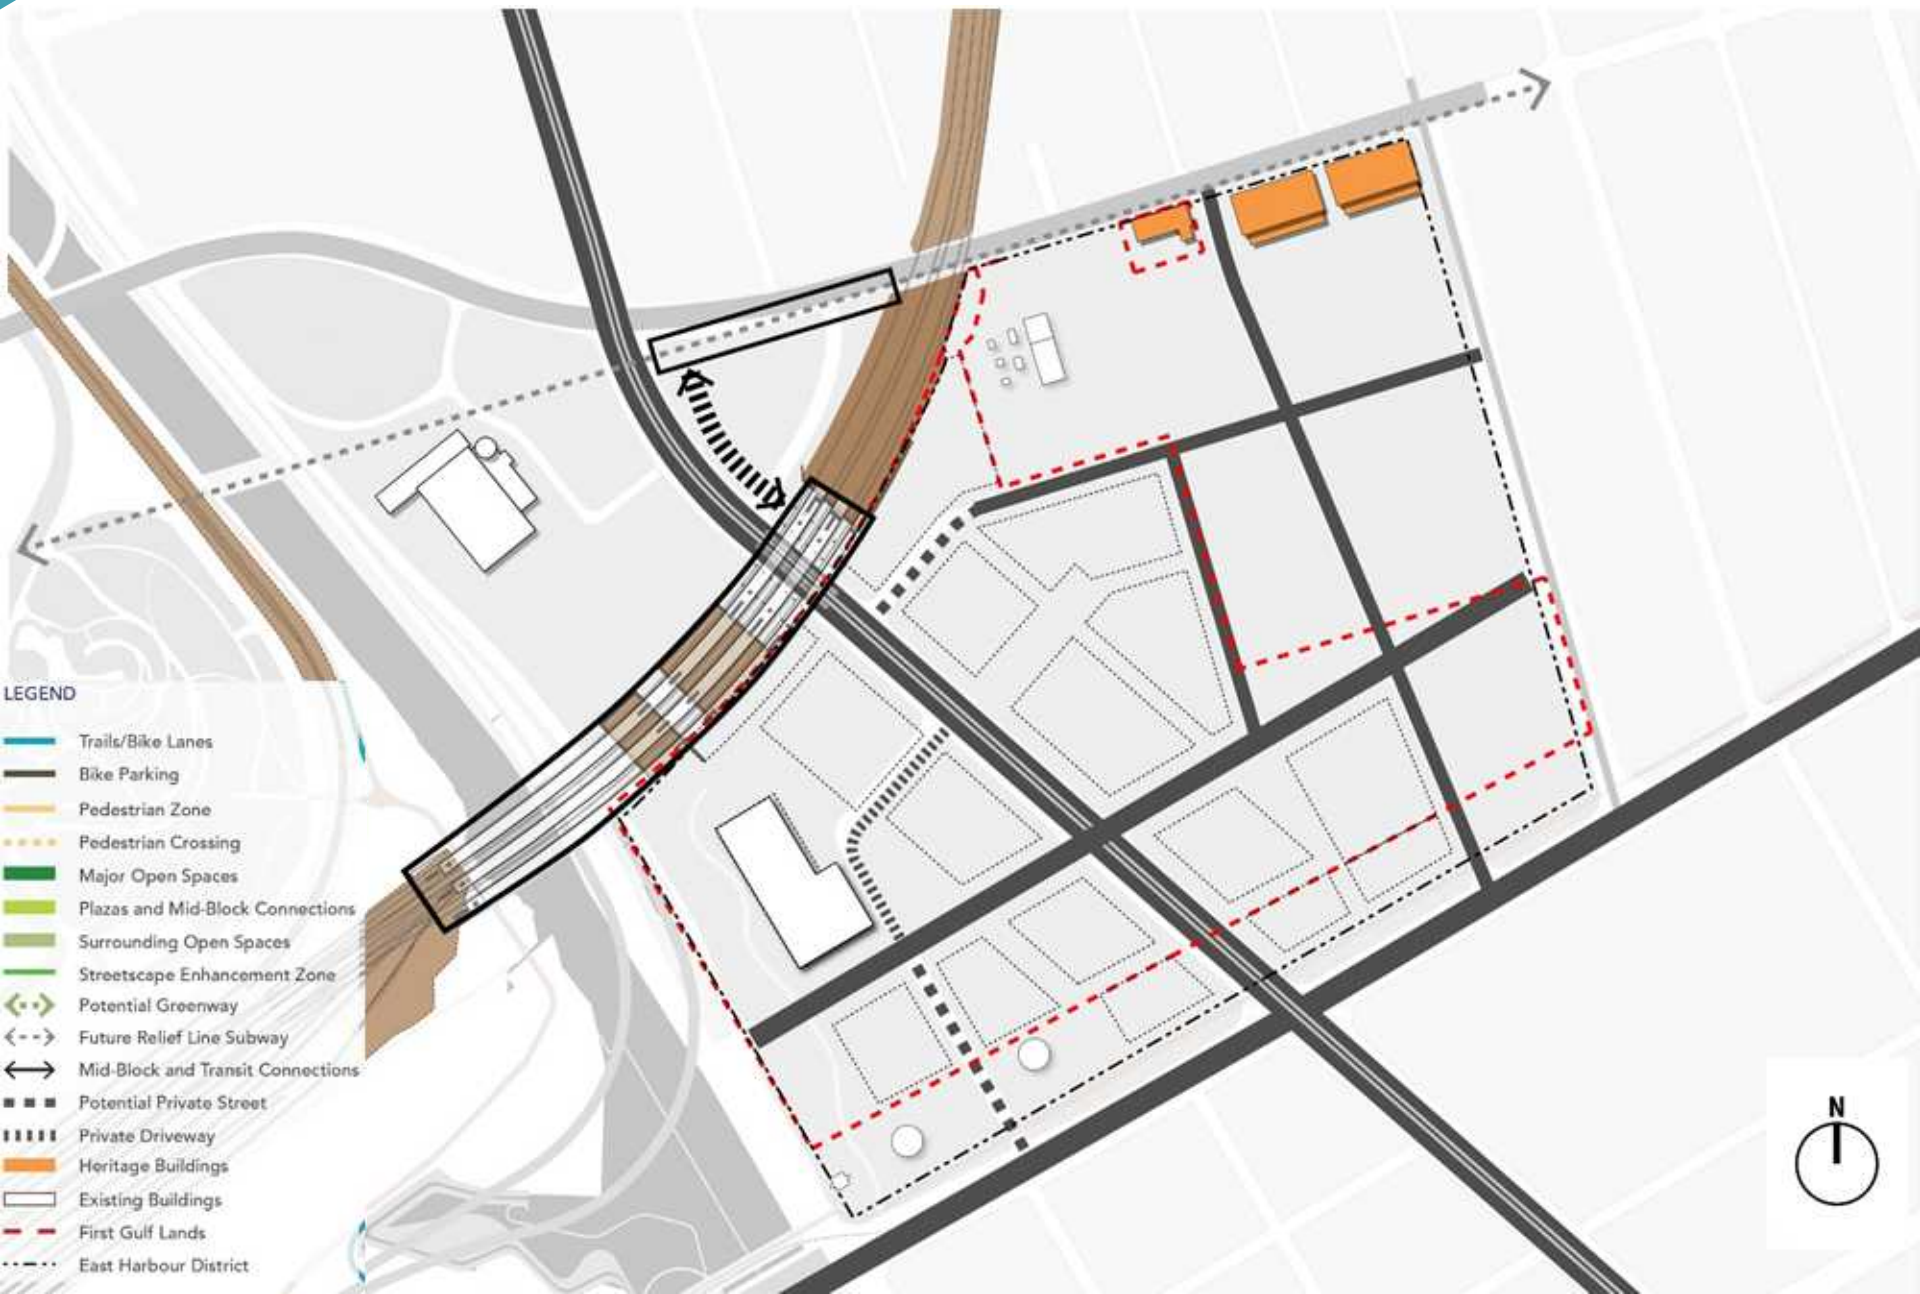 LEGEND
Trails/Bike Lanes
Bike Parking
Pedestrian Zone
Pedestrian Crossing
Major Open Spaces
Plazas and Mid-Block Connections
Surrounding Open Spaces
Streetscape Enhancement Zone
Potential Greenway
Future Relief Line Subway
Mid-Block and Transit Connections
Potential Private Street
Private Driveway
Heritage Buildings
Existing Buildings
First Gulf Lands
East Harbour District
N